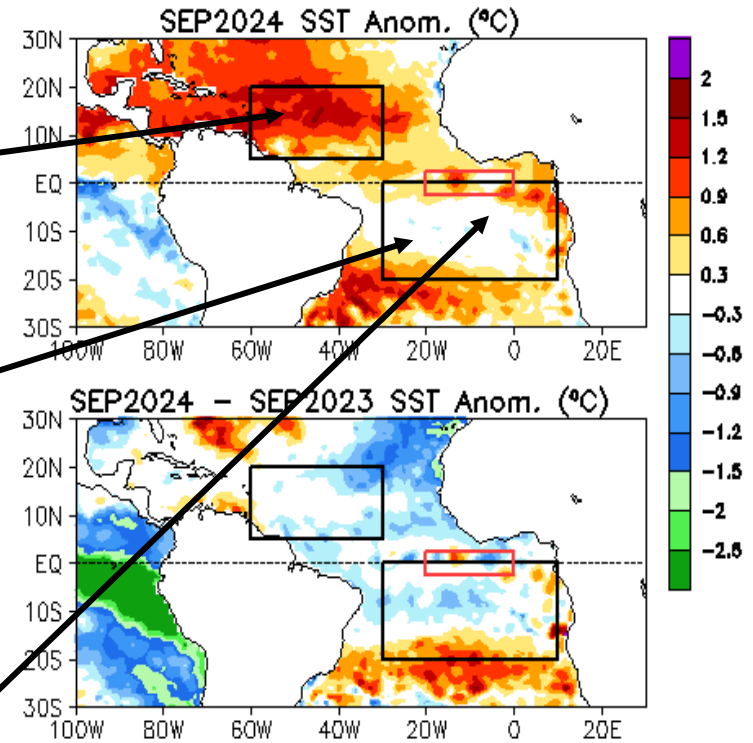 SEP2024 SST Anom. (ºC)
30N
20N
10N
EQ
10S
20S
30S
100W 80W 60W 40W 20W 0 20E
SEP2024 – SEP2023 SST Anom. (ºC)
30N
20N
10N
EQ
10S
20S
30S
100W 80W 60W 40W 20W 0 20E
2
1.5
1.2
0.9
0.6
0.3
-0.3
-0.6
-0.9
-1.2
-1.5
-2
-2.5